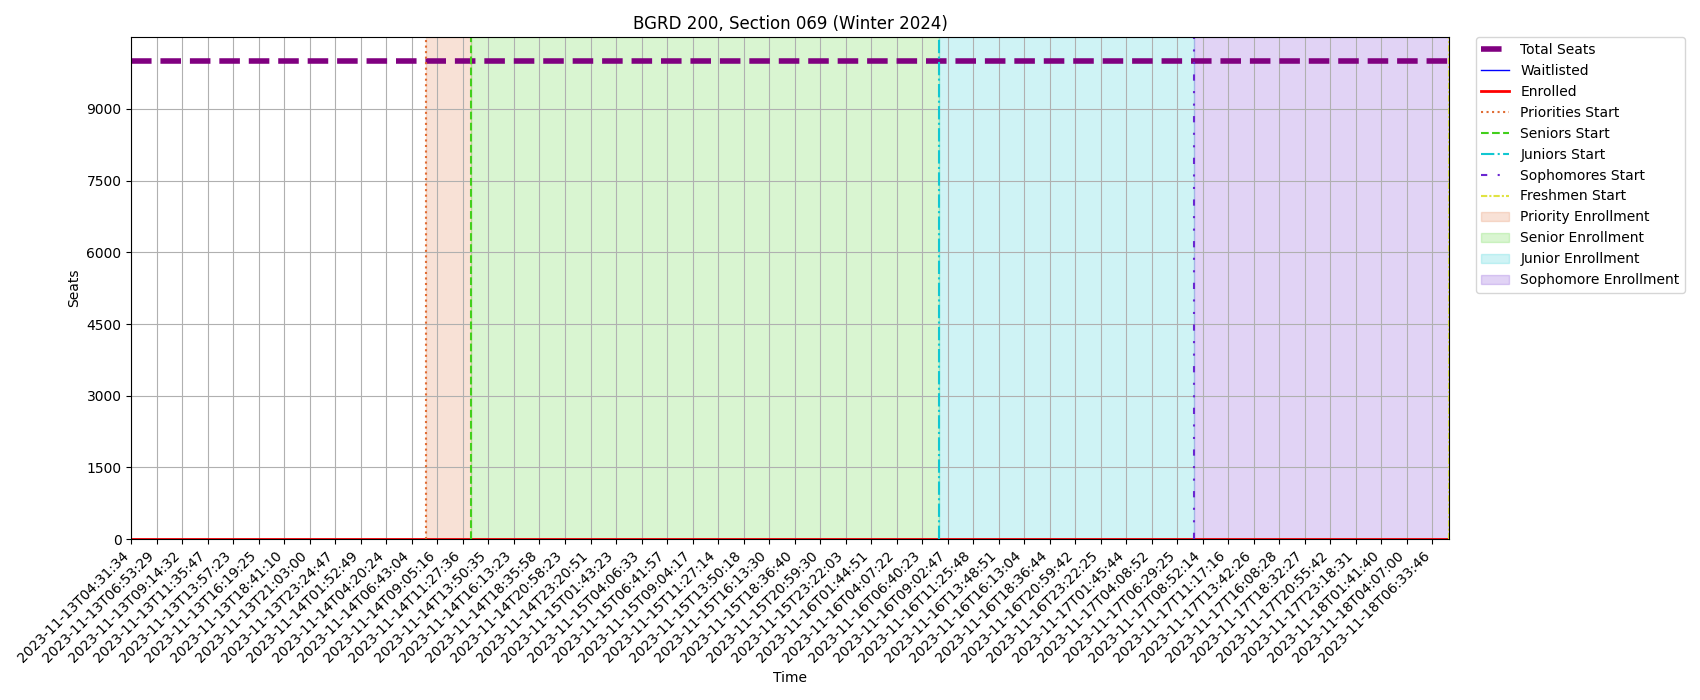 BGRD 200, Section 069 (Winter 2024)
Seats
9000
7500
6000
4500
3000
1500
0
2023-11-13T04:31:34
2023-11-13T06:53:29
2023-11-13T09:14:32
2023-11-13T11:35:47
2023-11-13T13:57:23
2023-11-13T16:19:25
2023-11-13T18:41:10
2023-11-13T21:03:00
2023-11-13T23:24:47
2023-11-14T01:52:49
2023-11-14T04:20:24
2023-11-14T06:43:04
2023-11-14T09:05:16
2023-11-14T11:27:36
2023-11-14T13:50:35
2023-11-14T16:13:23
2023-11-14T18:35:58
2023-11-14T20:58:23
2023-11-14T23:20:51
2023-11-15T01:43:23
2023-11-15T04:06:33
2023-11-15T06:41:57
2023-11-15T09:04:17
2023-11-15T11:27:14
2023-11-15T13:50:18
2023-11-15T16:13:30
2023-11-15T18:36:40
2023-11-15T20:59:30
2023-11-15T23:22:03
2023-11-16T01:44:51
2023-11-16T04:07:22
2023-11-16T06:40:23
2023-11-16T09:02:47
2023-11-16T11:25:48
2023-11-16T13:48:51
2023-11-16T16:13:04
2023-11-16T18:36:44
2023-11-16T20:59:42
2023-11-16T23:22:25
2023-11-17T01:45:44
2023-11-17T04:08:52
2023-11-17T06:29:25
2023-11-17T08:52:14
2023-11-17T11:17:16
2023-11-17T13:42:26
2023-11-17T16:08:28
2023-11-17T18:32:27
2023-11-17T20:55:42
2023-11-17T23:18:31
2023-11-18T01:41:40
2023-11-18T04:07:00
2023-11-18T06:33:46
Time
Total Seats
Waitlisted
Enrolled
Priorities Start
Seniors Start
Juniors Start
Sophomores Start
Freshmen Start
Priority Enrollment
Senior Enrollment
Junior Enrollment
Sophomore Enrollment